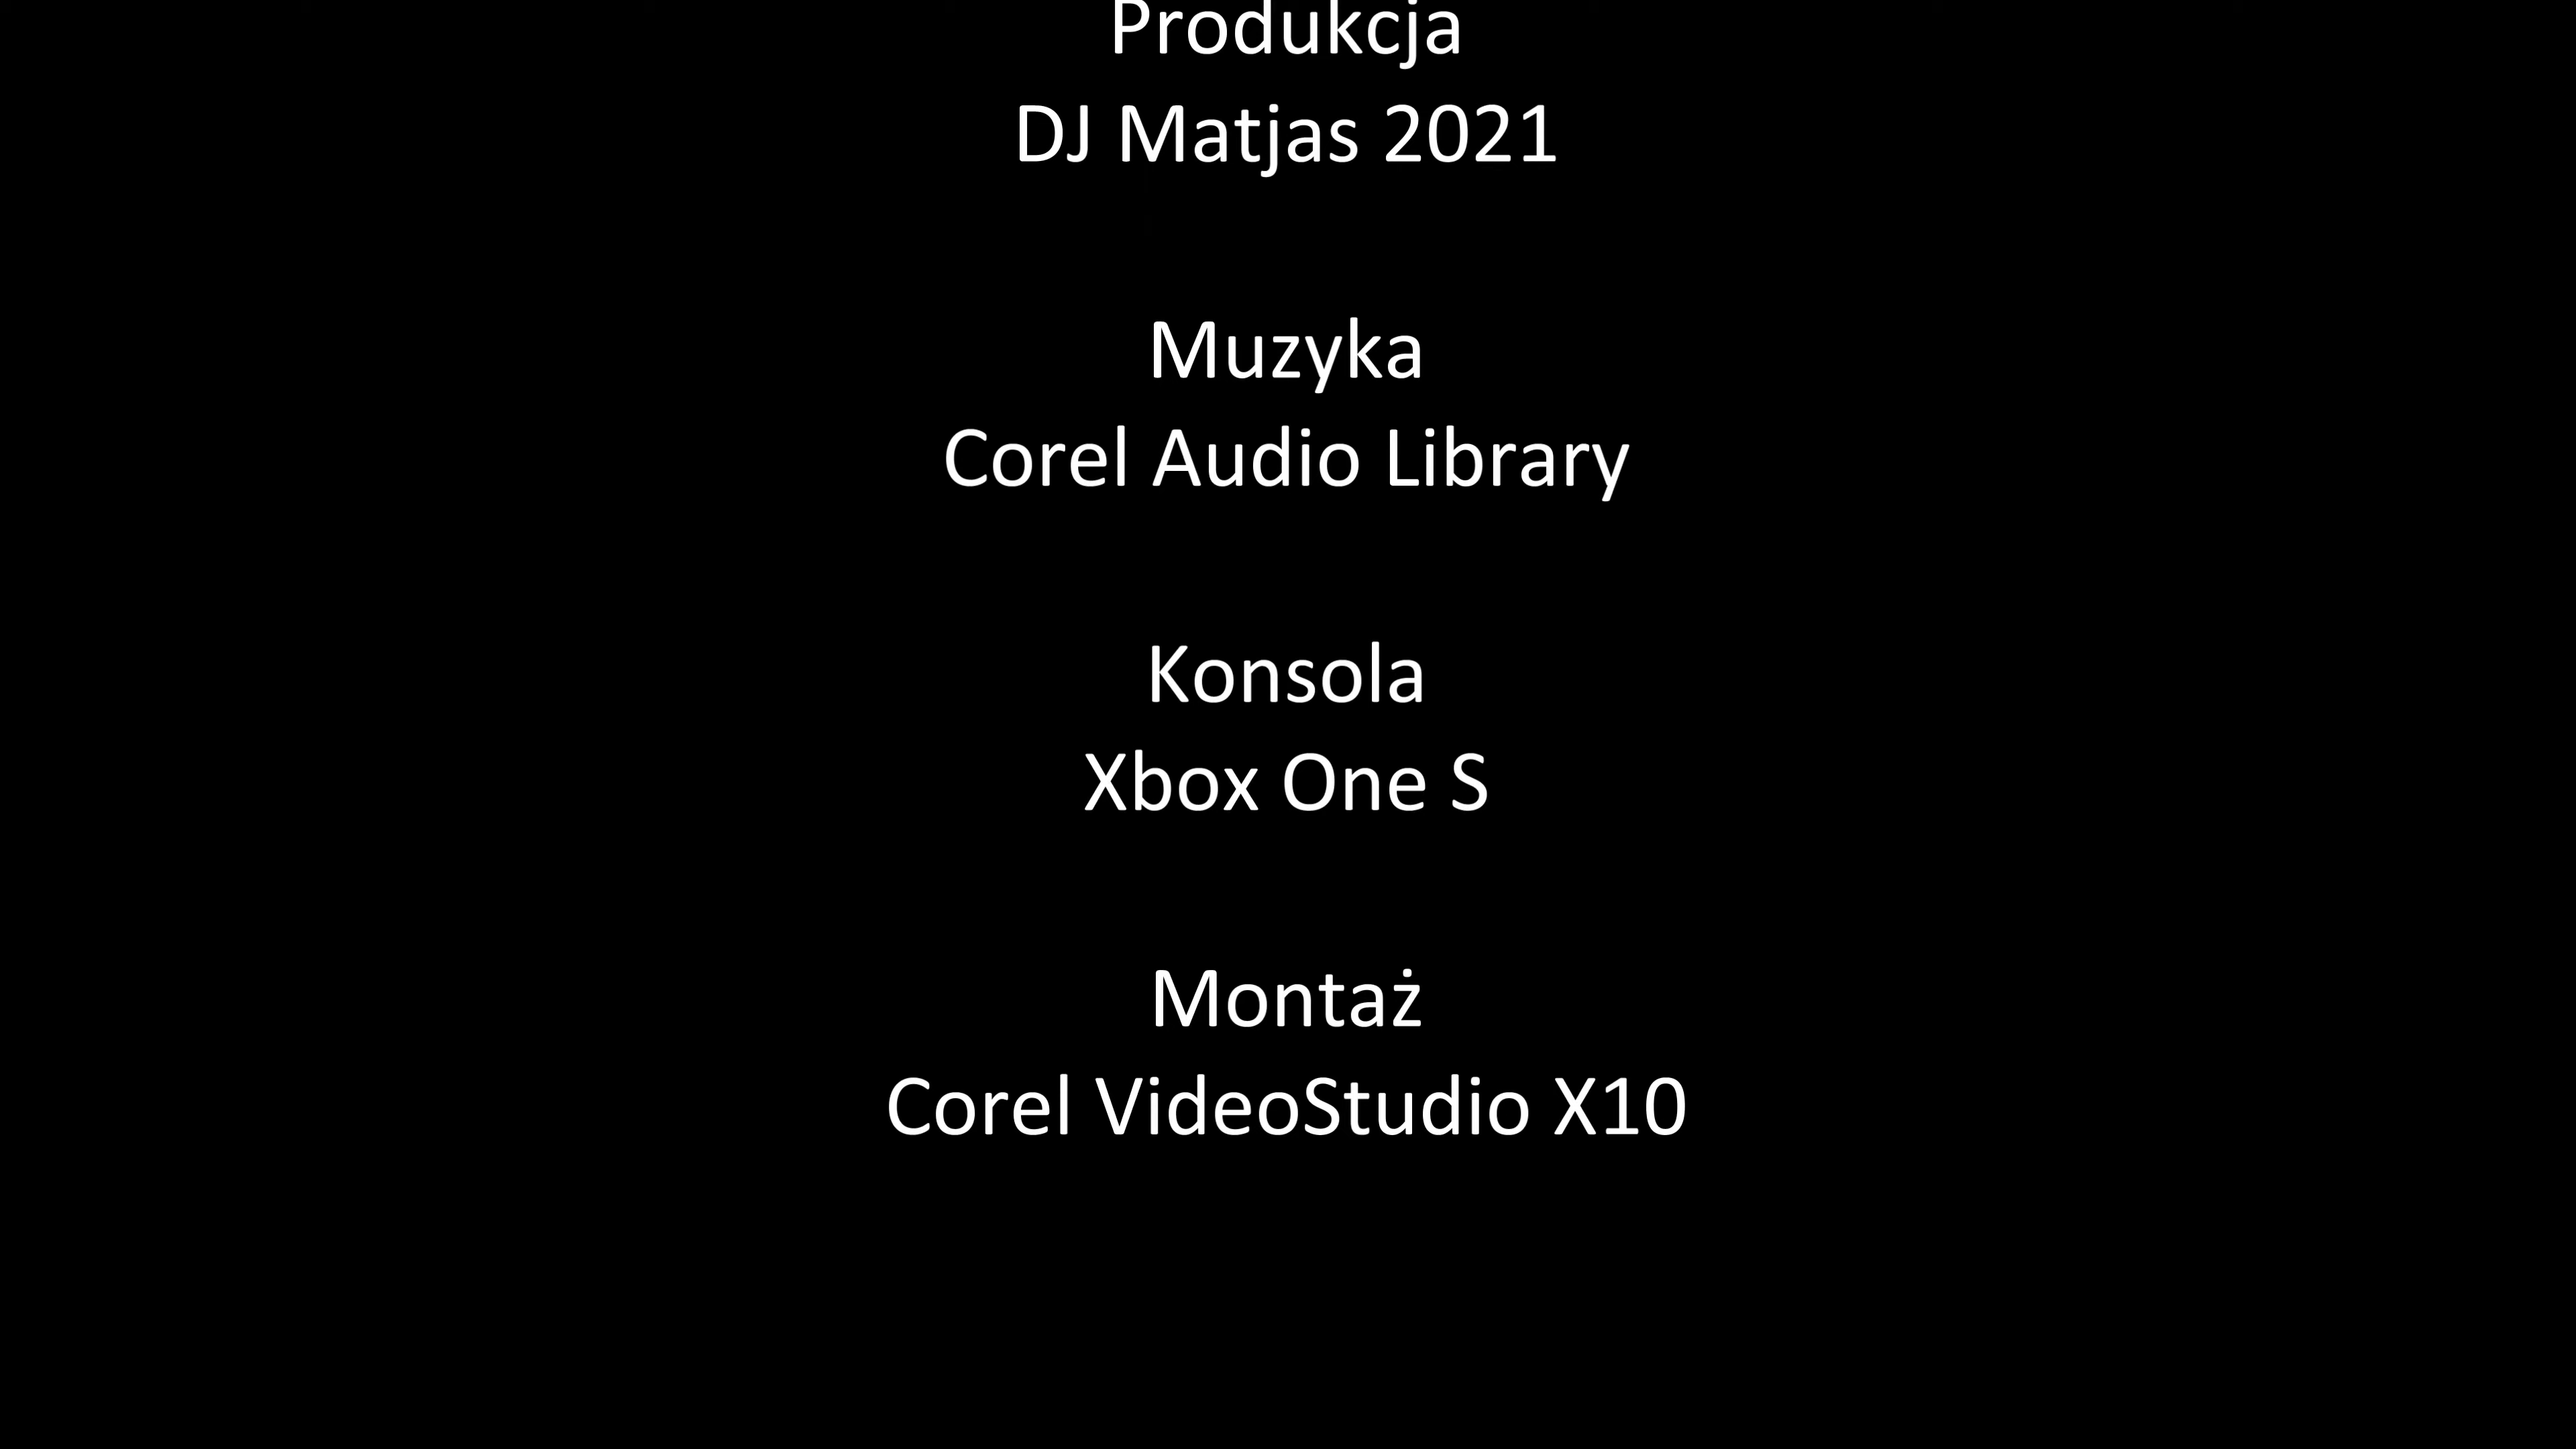 Produkcja
DJ Matjas 2021
Muzyka
Corel Audio Library
Konsola
Xbox One S
Montaż
Corel VideoStudio X10